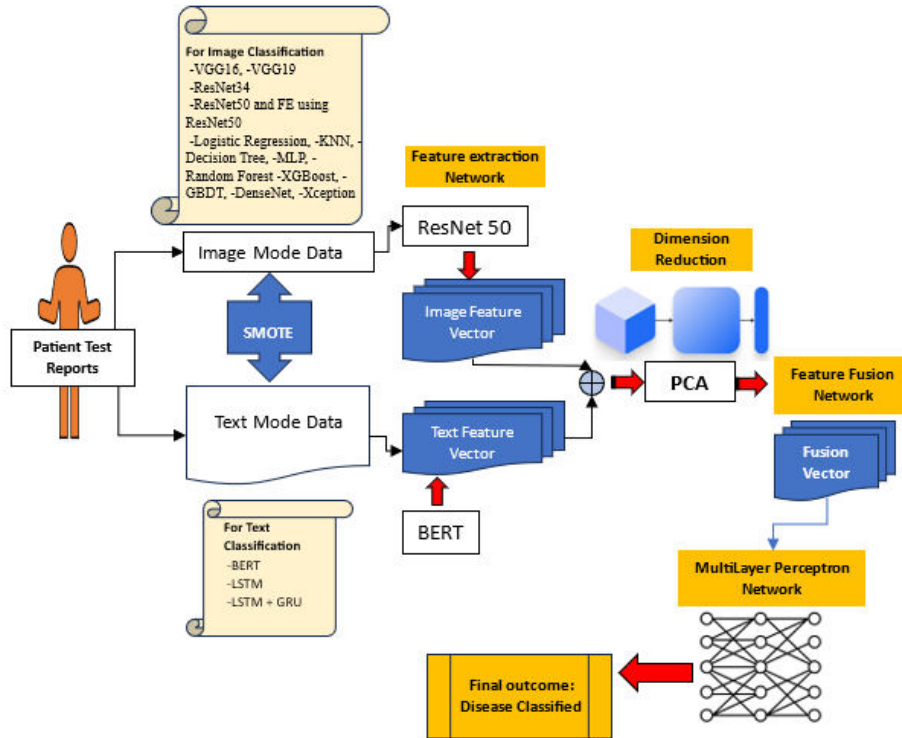 For Image Classification
-VGG16, -VGG19
-ResNet34
-ResNet50 and FE using
ResNet50
-Logistic Regression, -KNN, -
Decision Tree, -MLP, -
Random Forest -XGBoost, -
GBDT, -DenseNet, -Xception
Feature extraction
Network
ResNet 50
Image Mode Data
Dimension
Reduction
SMOTE
Image Feature
Vector
Patient Test
Reports
PCA
Feature Fusion
Network
Text Mode Data
Text Feature
Vector
Fusion
Vector
BERT
For Text
Classification
-BERT
-LSTM
-LSTM + GRU
MultiLayer Perceptron
Network
Final outcome:
Disease Classified